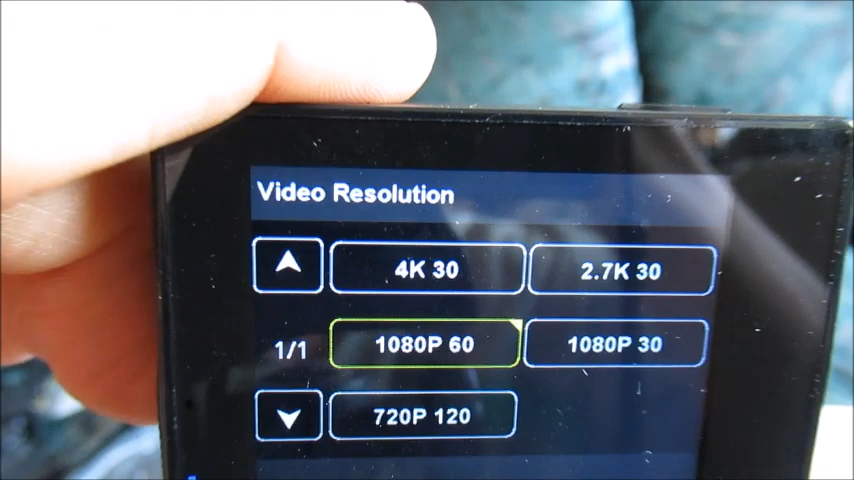 Video Resolution
4K 30
2.7K 30
1/1
1080P 60
1080P 30
720P 120